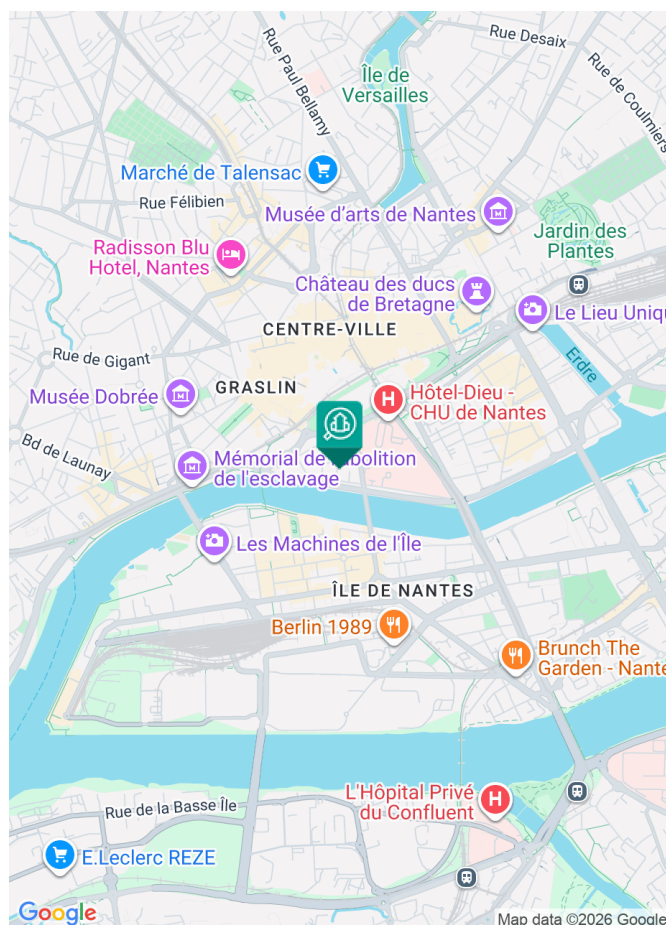 Rue Desaix
Rue Paul Bellamy
Île de
Versailles
Rue de Coulmiers
Marché de Talensac
Rue Félibien
Musée d'arts de Nantes
Jardin des
Plantes
Radisson Blu
Hotel, Nantes
Château des ducs
de Bretagne
Le Lieu Uniqu
CENTRE-VILLE
Rue de Gigant
Erdre
GRASLIN
Musée Dobrée
Hôtel-Dieu -
CHU de Nantes
Bd de Launay
Mémorial de l'abolition
de l'esclavage
Les Machines de l'Île
ÎLE DE NANTES
Berlin 1989
Brunch The
Garden - Nante
L'Hôpital Privé
du Confluent
Rue de la Basse Île
E.Leclerc REZE
Google
Map data ©2026 Google